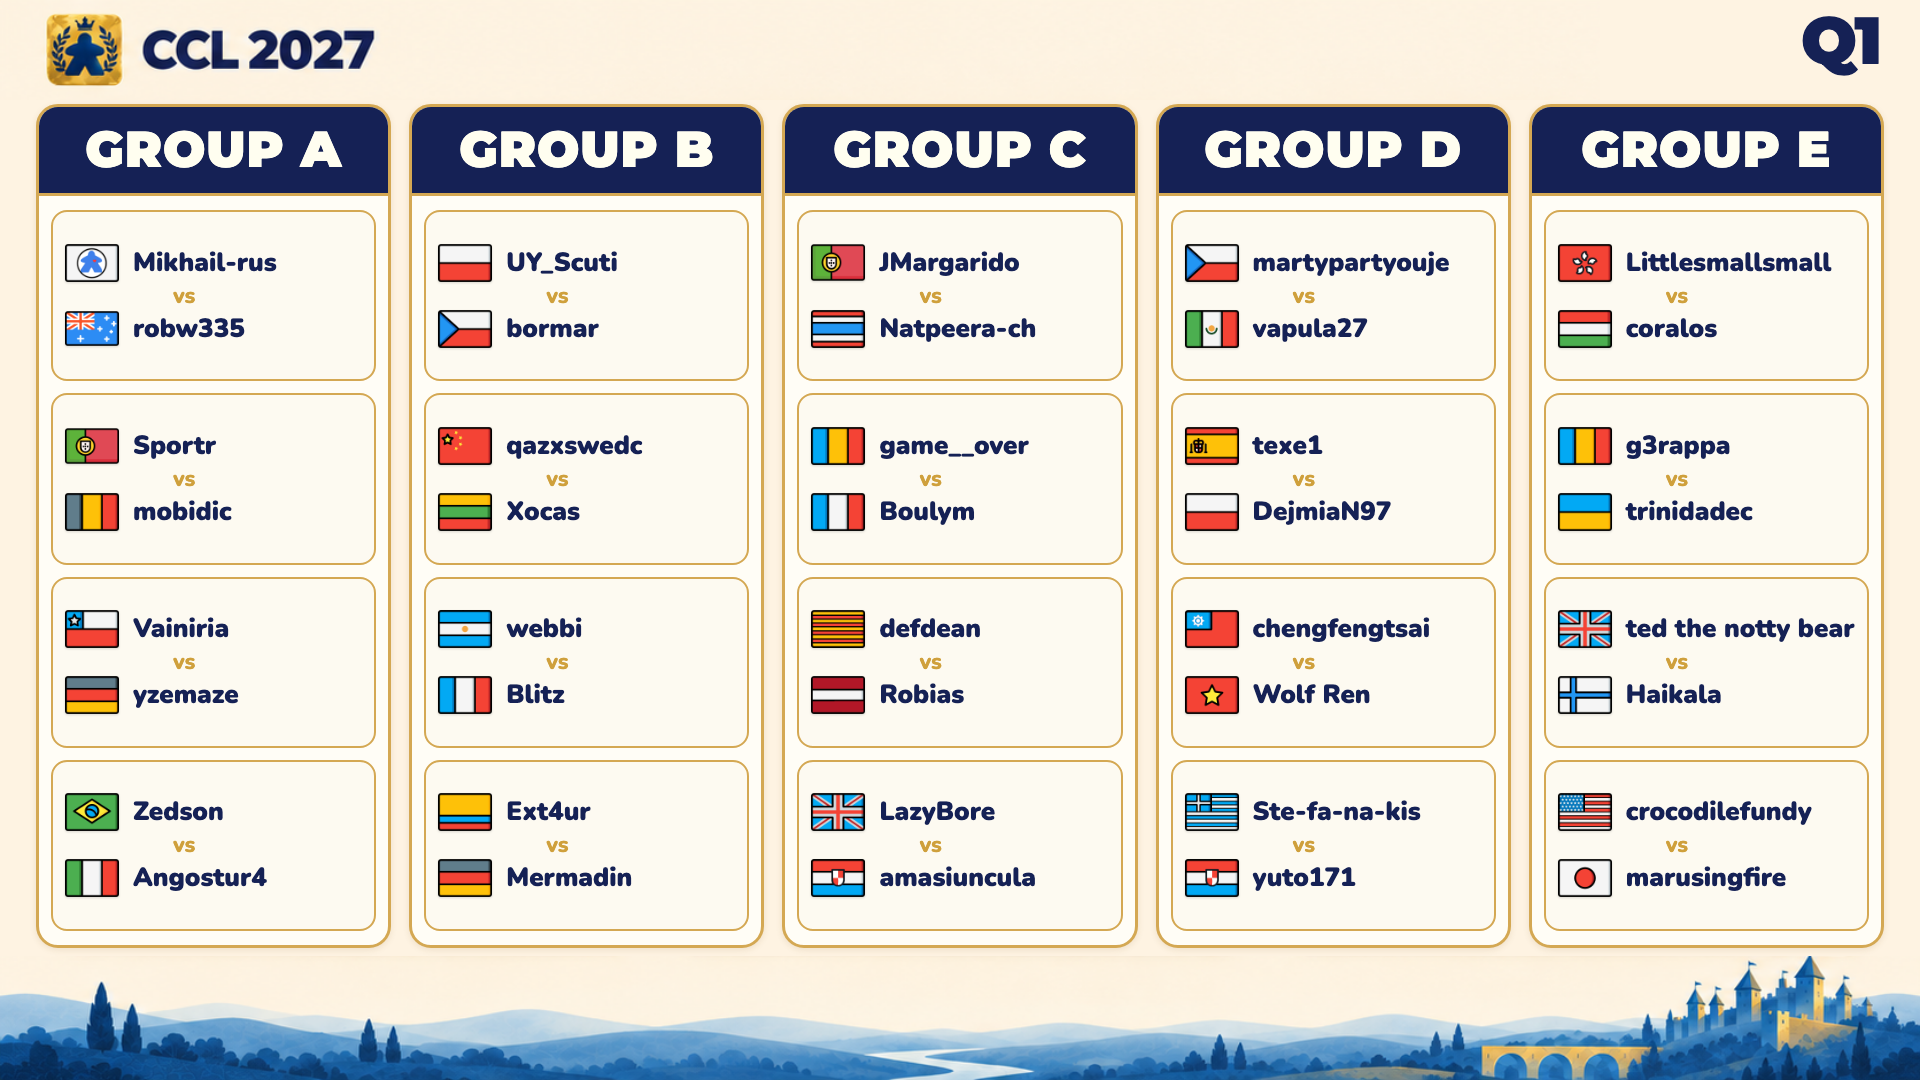 CCL 2027
Q1
GROUP A
Mikhail-rus
vs
robw335
Sportr
vs
mobidic
Vainiria
vs
yzemaze
Zedson
vs
Angostur4
GROUP B
UY_Scuti
vs
bormar
qazxswedc
vs
Xocas
webbi
vs
Blitz
Ext4ur
vs
Mermadin
GROUP C
JMargarido
vs
Natpeera-ch
game__over
vs
Boulym
defdean
vs
Robias
LazyBore
vs
amasiuncula
GROUP D
martypartyouje
vs
vapula27
texe1
vs
DejmiaN97
chengfengtsai
vs
Wolf Ren
Ste-fa-na-kis
vs
yuto171
GROUP E
Littlesmallsmall
vs
coralos
g3rappa
vs
trinidadec
ted the notty bear
vs
Haikala
crocodilefundy
vs
marusingfire